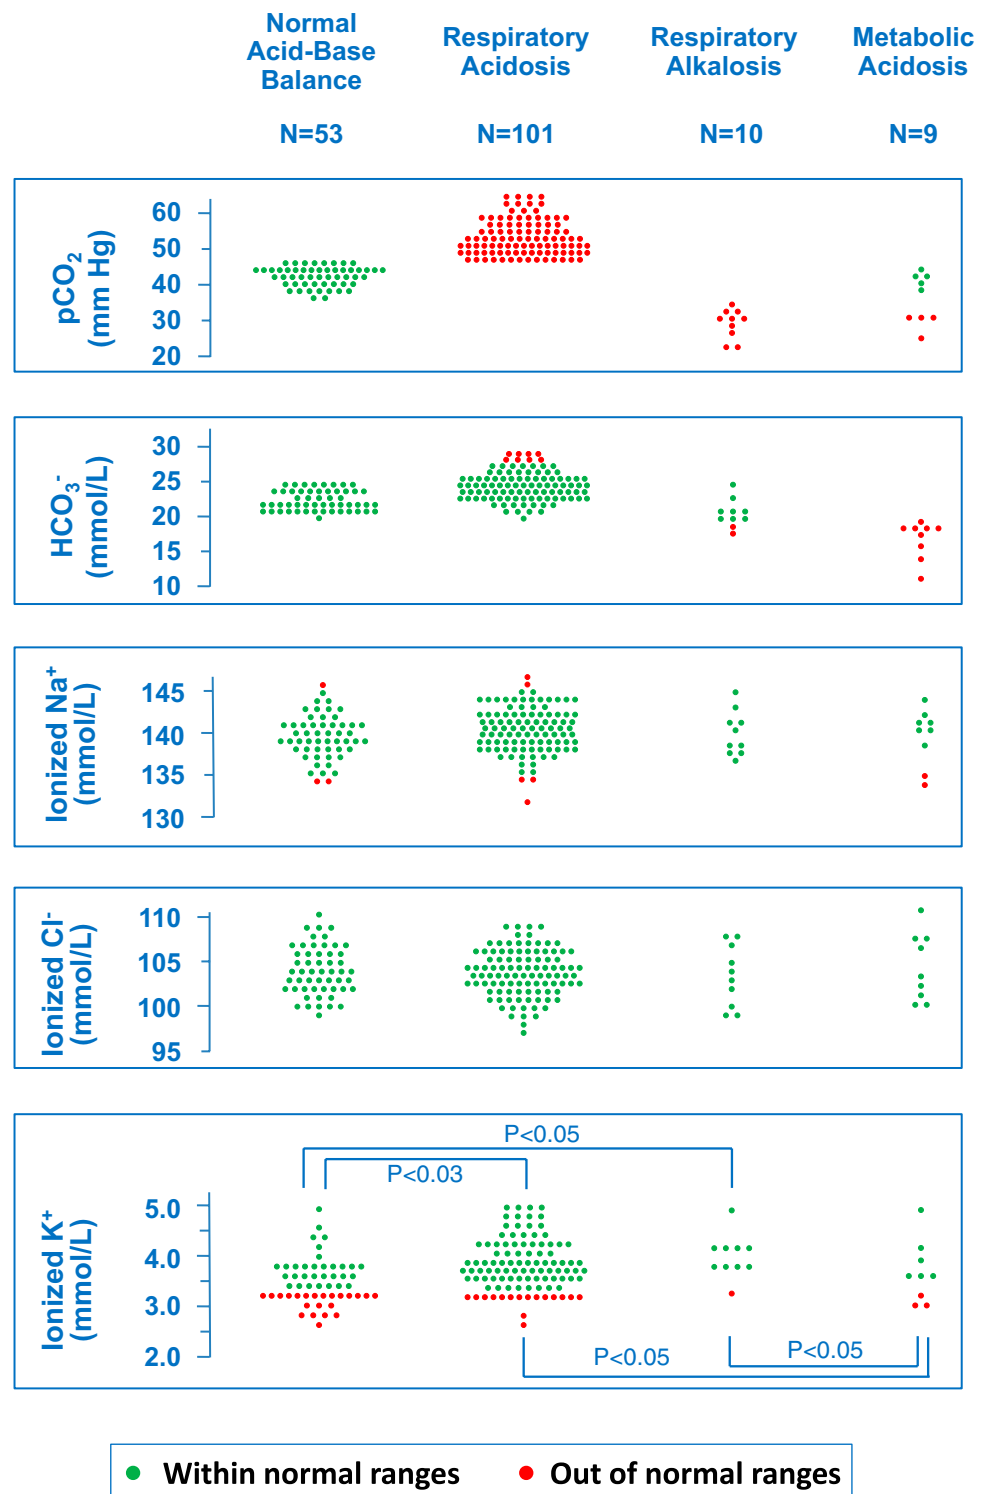 Normal
Acid-Base
Balance
Respiratory
Acidosis
Respiratory
Alkalosis
Metabolic
Acidosis
N=53
N=101
N=10
N=9
pCO2
(mm Hg)
60
50
40
30
20
HCO3-
(mmol/L)
30
25
20
15
10
Ionized Na+
(mmol/L)
145
140
135
130
Ionized Cl-
(mmol/L)
110
105
100
95
Ionized K+
(mmol/L)
P<0.05
P<0.03
5.0
4.0
3.0
2.0
P<0.05
P<0.05
Within normal ranges
Out of normal ranges